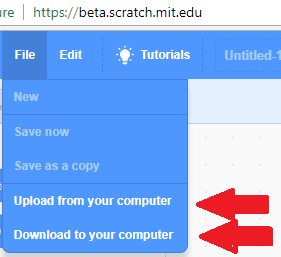 https://beta.scratch.mit.edu
File Edit Tutorials Untitled-1
New
Save now
Save as a copy
Upload from your computer
Download to your computer